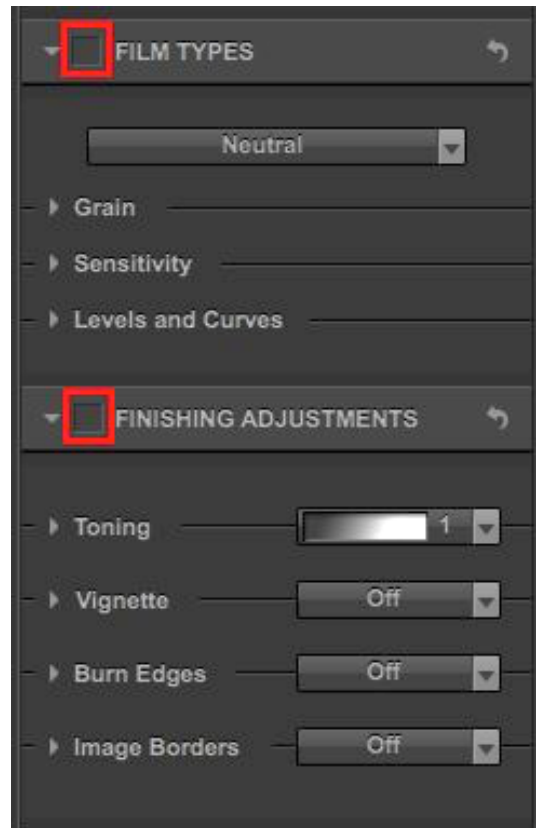 FILM TYPES
Neutral
Grain
Sensitivity
Levels and Curves
FINISHING ADJUSTMENTS
Toning 1
Vignette Off
Burn Edges Off
Image Borders Off